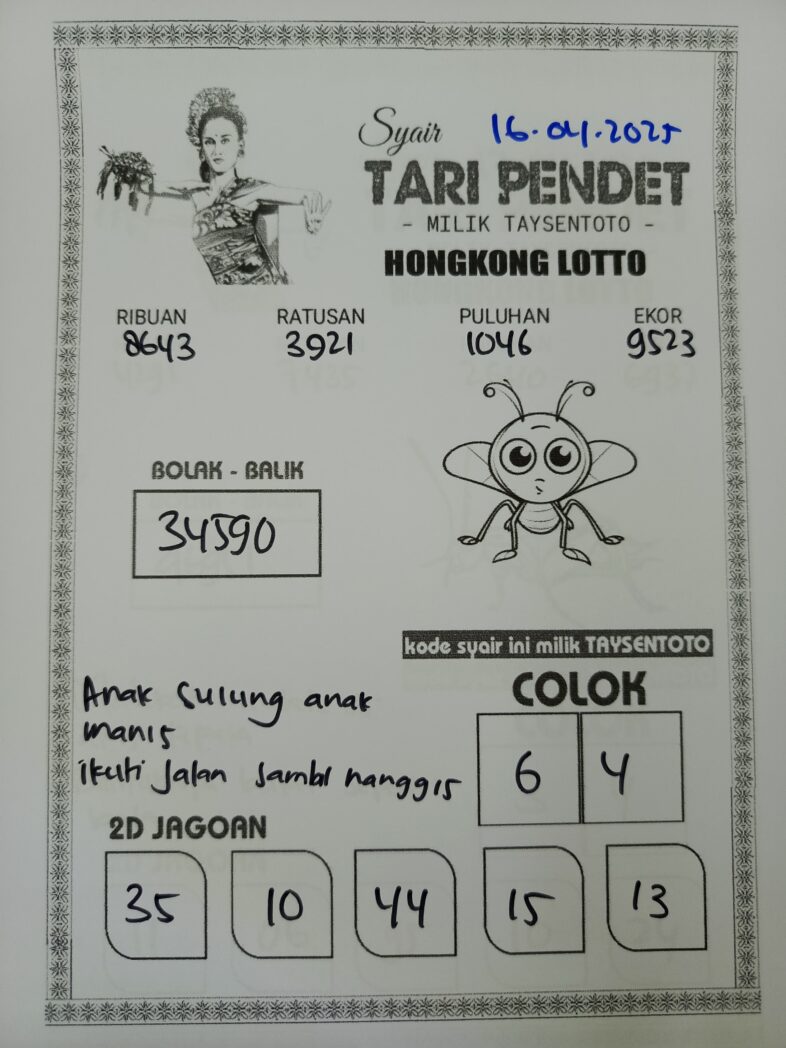 Syair 16.04.2025
TARI PENDET
- MILIK TAYSENTOTO -
HONGKONG LOTTO
RIBUAN RATUSAN PULUHAN EKOR
8643 3921 1046 9523
BOLAK - BALIK
34590
kode syair ini milik TAYSENTOTO
Anak Sulung anak
manis
ikuti Jalan sambl nanggis
COLOK
6 4
2D JAGOAN
35 10 44 15 13